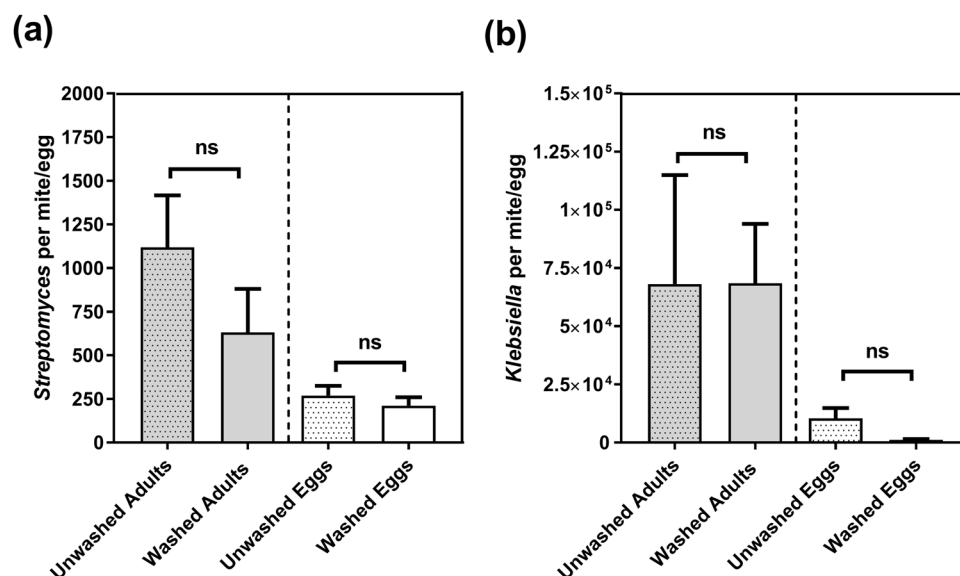 (a)
Streptomyces per mite/egg
2000
1750
1500
1250
1000
750
500
250
0
ns
ns
Unwashed Adults
Washed Adults
Unwashed Eggs
Washed Eggs
(b)
Klebsiella per mite/egg
1.5×10⁵
1.25×10⁵
1×10⁵
7.5×10⁴
5×10⁴
2.5×10⁴
0
ns
ns
Unwashed Adults
Washed Adults
Unwashed Eggs
Washed Eggs